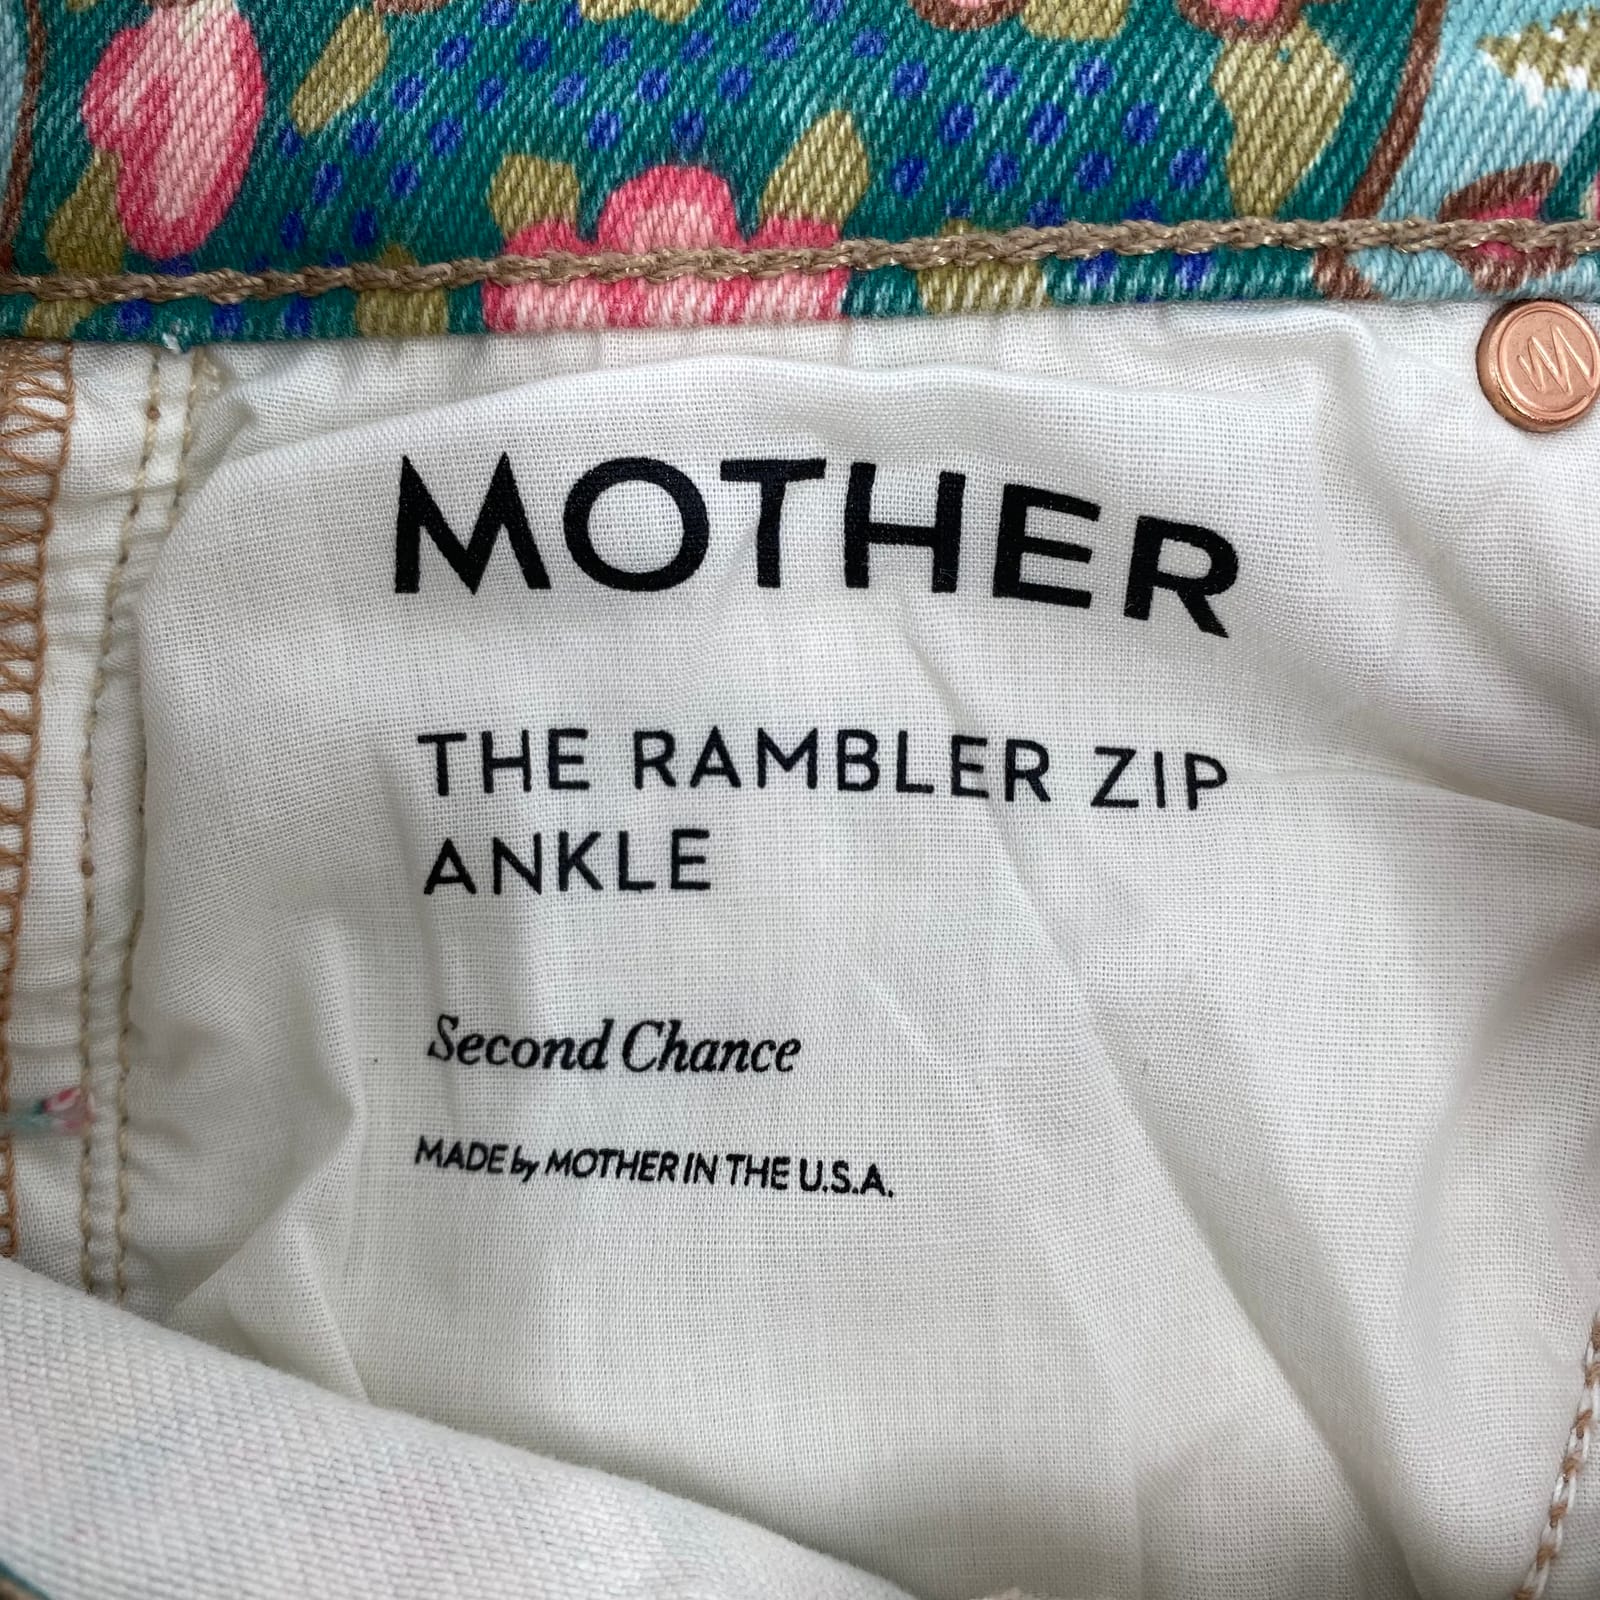 MOTHER
THE RAMBLER ZIP
ANKLE
Second Chance
MADE by MOTHER IN THE U.S.A.
M